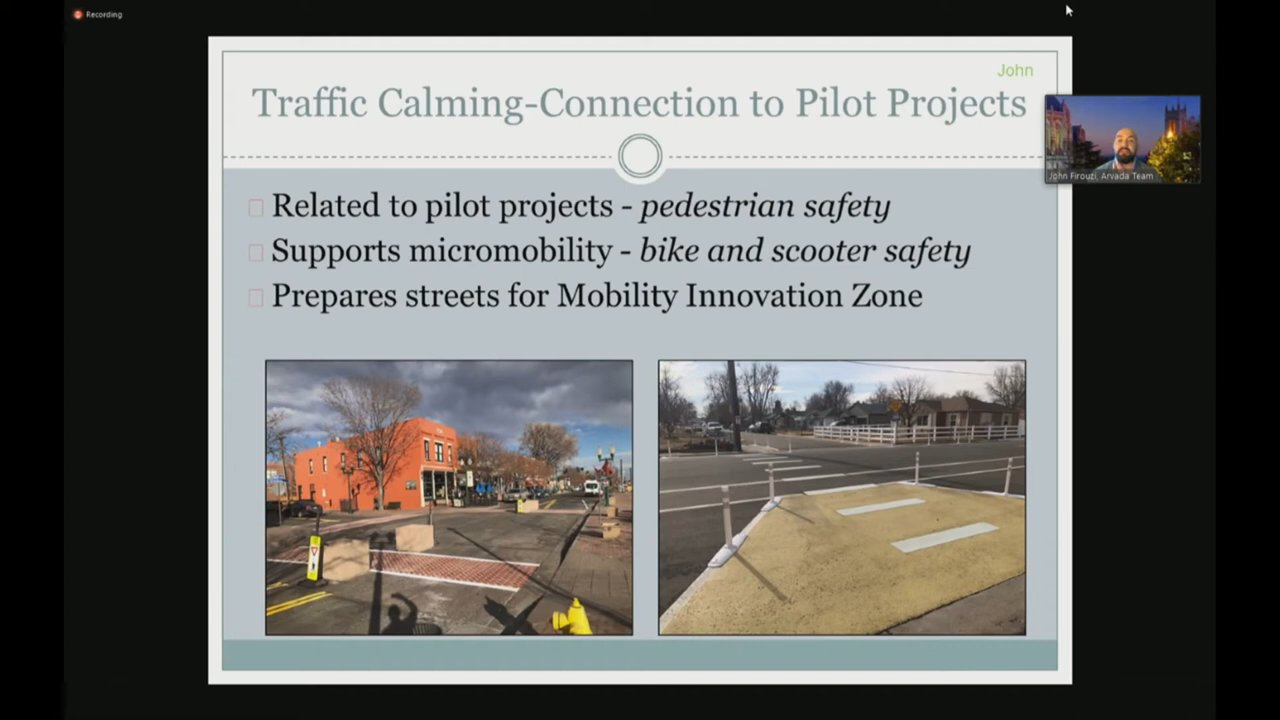 Recording
John
Traffic Calming-Connection to Pilot Projects
John Firouzi, Arvada Team
Related to pilot projects - pedestrian safety
Supports micromobility - bike and scooter safety
Prepares streets for Mobility Innovation Zone